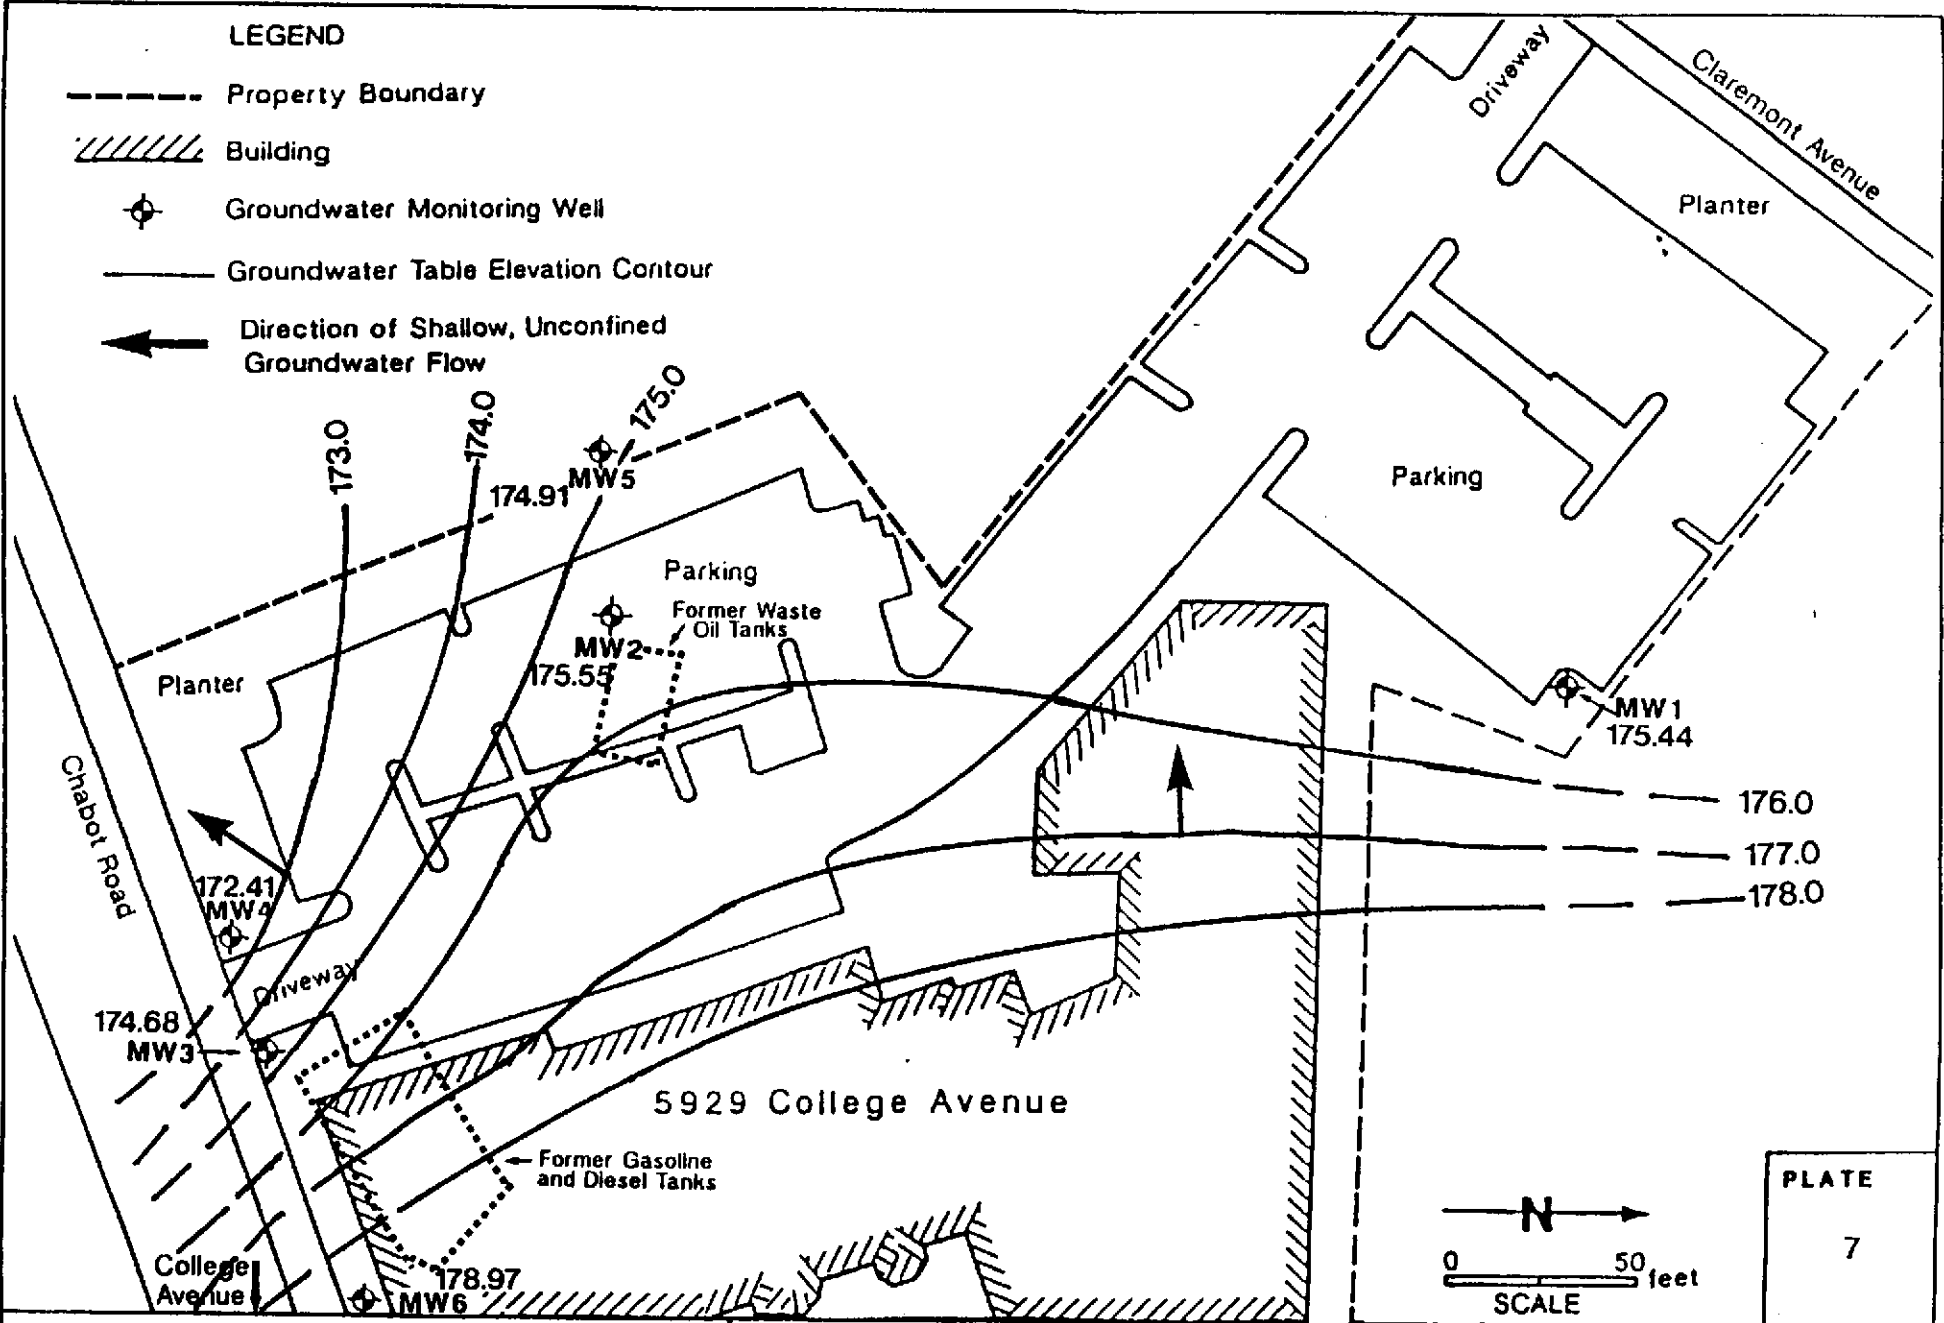 LEGEND
Property Boundary
Building
Groundwater Monitoring Well
Groundwater Table Elevation Contour
Direction of Shallow, Unconfined
Groundwater Flow
Driveway
Claremont Avenue
Planter
Parking
173.0
174.0
175.0
MW5
174.91
Parking
Former Waste
Oil Tanks
MW2
175.55
Planter
MW1
175.44
176.0
177.0
178.0
Chabot Road
172.41
MW4
Driveway
174.68
MW3
5929 College Avenue
Former Gasoline
and Diesel Tanks
College
Avenue
178.97
MW6
N
0 50 feet
SCALE
PLATE
7